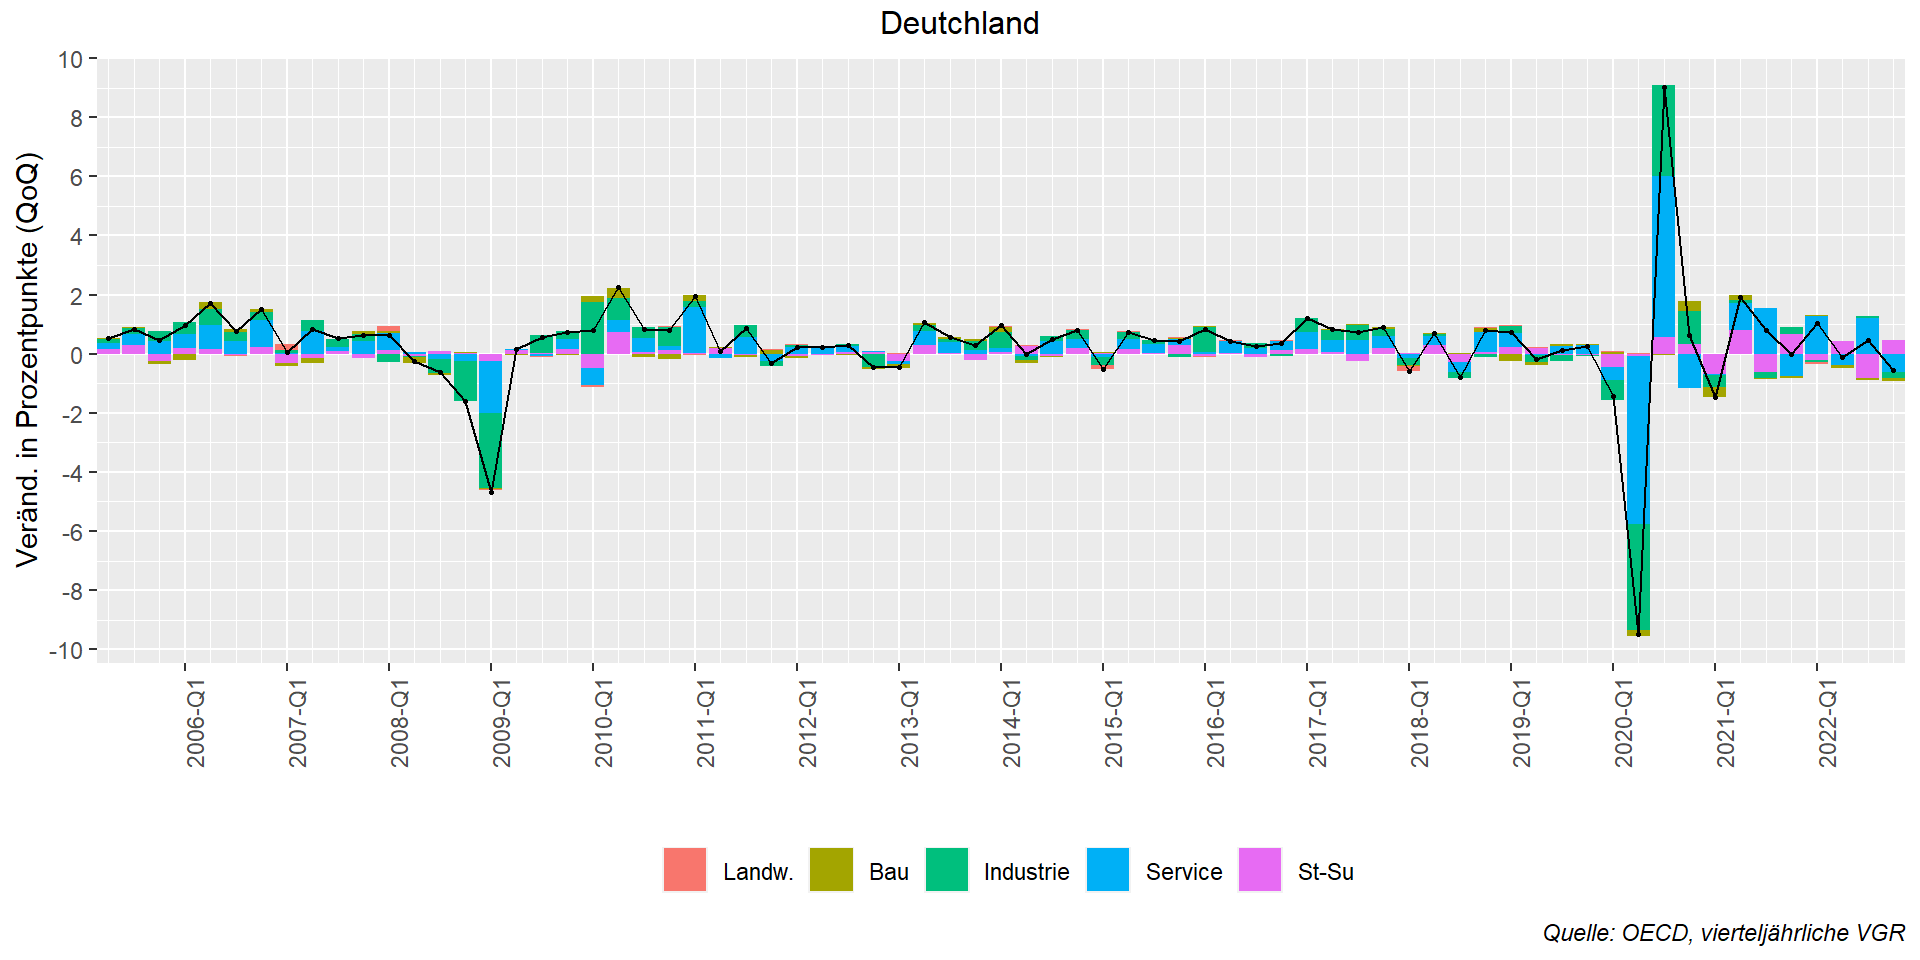 Deutchland
Veränd. in Prozentpunkte (QoQ)
10
8
6
4
2
0
-2
-4
-6
-8
-10
2006-Q1
2007-Q1
2008-Q1
2009-Q1
2010-Q1
2011-Q1
2012-Q1
2013-Q1
2014-Q1
2015-Q1
2016-Q1
2017-Q1
2018-Q1
2019-Q1
2020-Q1
2021-Q1
2022-Q1
Landw. Bau Industrie Service St-Su
Quelle: OECD, vierteljährliche VGR